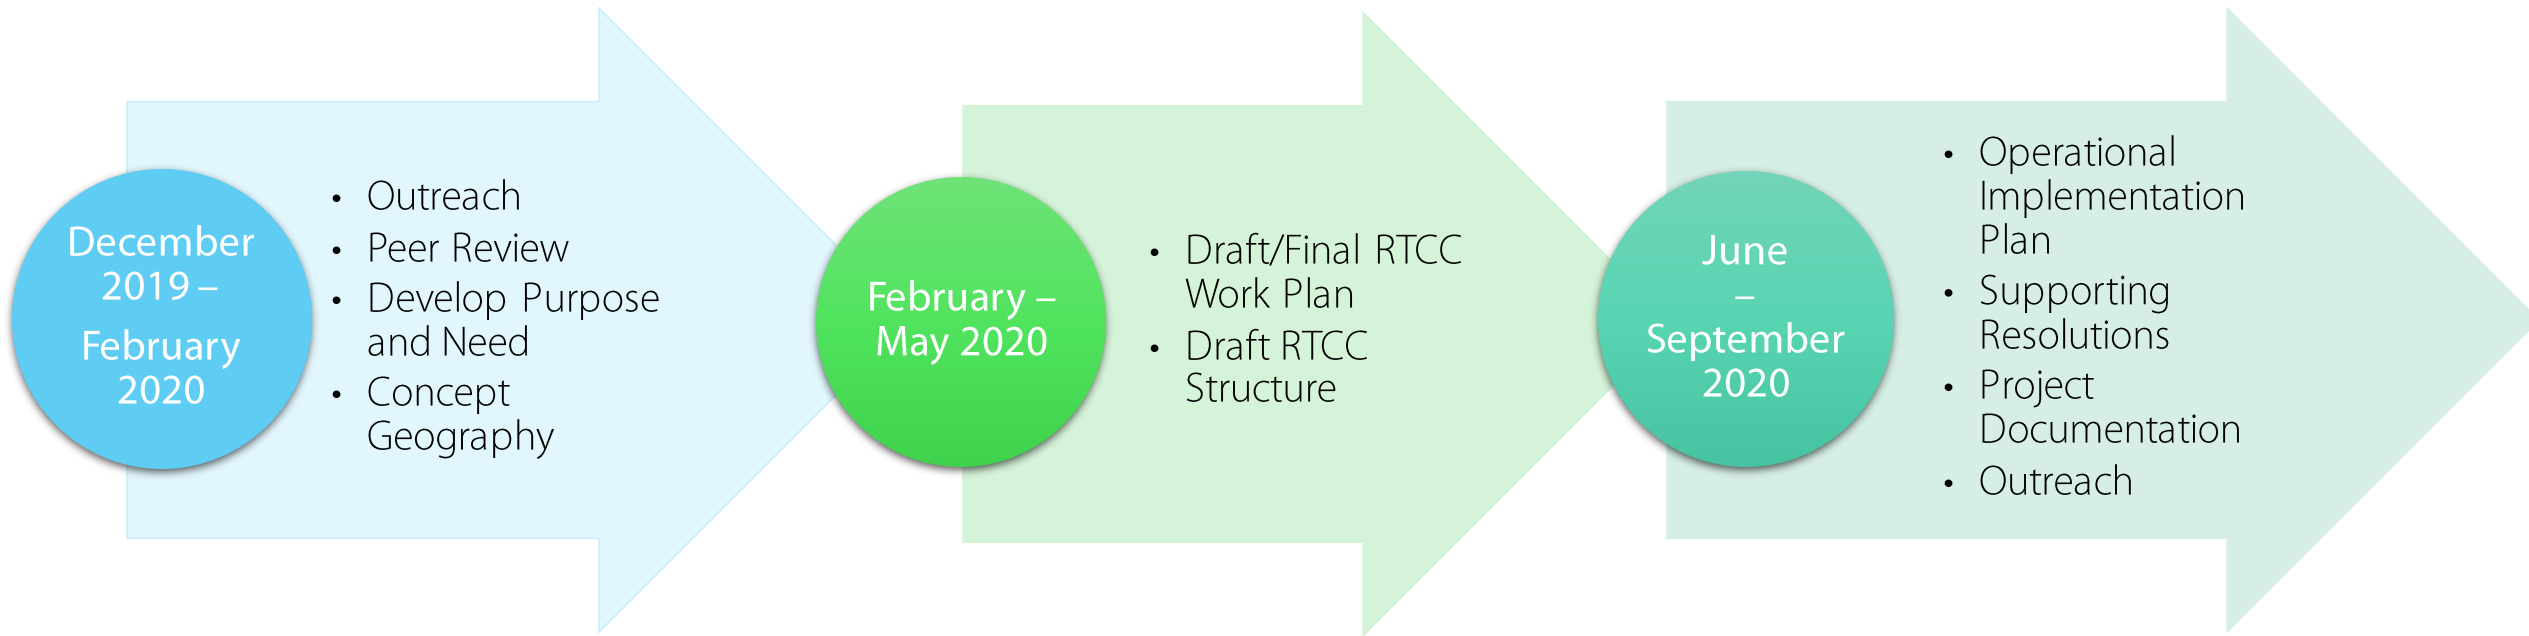 December
2019 –
February
2020
• Outreach
• Peer Review
• Develop Purpose
and Need
• Concept
Geography
February –
May 2020
• Draft/Final RTCC
Work Plan
• Draft RTCC
Structure
June
–
September
2020
• Operational
Implementation
Plan
• Supporting
Resolutions
• Project
Documentation
• Outreach